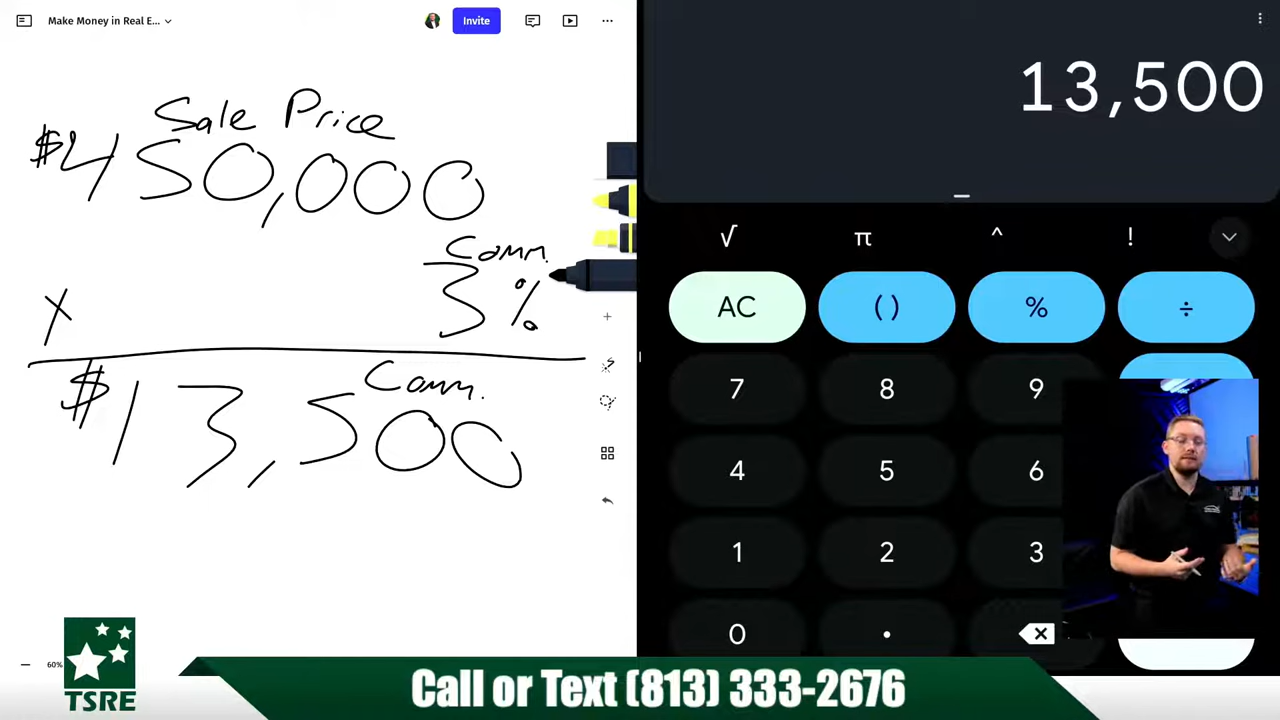 Make Money in Real E...
Invite
Sale Price
$450,000
Comm.
x 3%
Comm.
$13,500
60%
13,500
√ π ^ !
AC () % ÷
7 8 9
4 5 6
1 2 3
0 .
TSRE
Call or Text (813) 333-2676